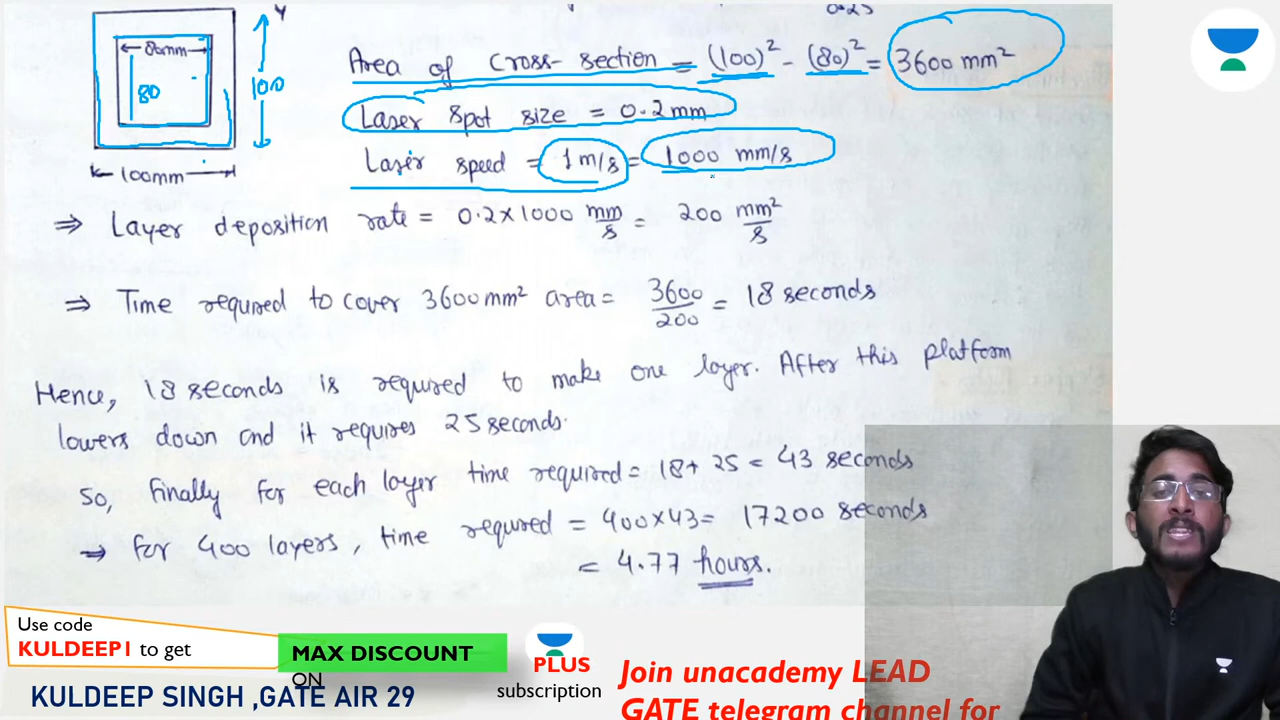 Y
0.25
80mm
80
100
100mm
Area of cross-section = (100)² - (80)² = 3600 mm²
Laser spot size = 0.2mm
Laser speed = 1m/s = 1000 mm/s
⇒ Layer deposition rate = 0.2×1000 mm/s = 200 mm²/s
⇒ Time required to cover 3600mm² area = 3600/200 = 18 seconds
Hence, 18 seconds is required to make one layer. After this platform
lowers down and it requires 25 seconds.
So, finally for each layer time required = 18+ 25 = 43 seconds
⇒ for 400 layers, time required = 400×43 = 17200 seconds
= 4.77 hours.
Use code
KULDEEP1 to get
MAX DISCOUNT
ON
PLUS
subscription
KULDEEP SINGH ,GATE AIR 29
Join unacademy LEAD
GATE telegram channel for